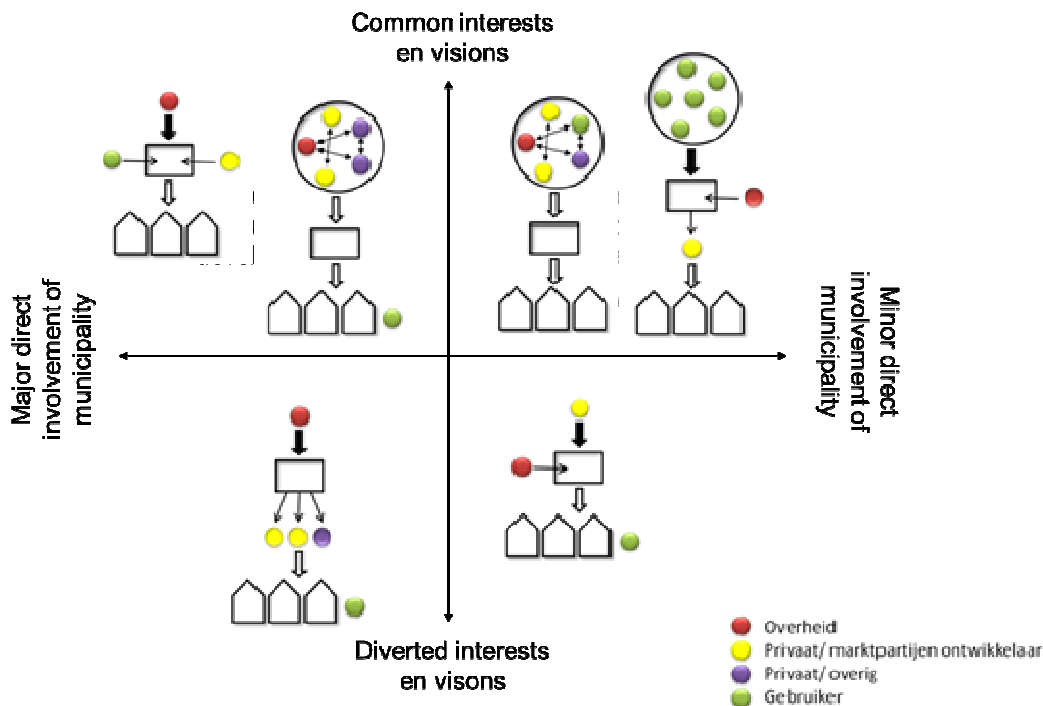 Common interests
en visions
Major direct
involvement of
municipality
Minor direct
involvement of
municipality
Diverted interests
en visons
Overheid
Privaat/ marktpartijen ontwikkelaar
Privaat/ overig
Gebruiker